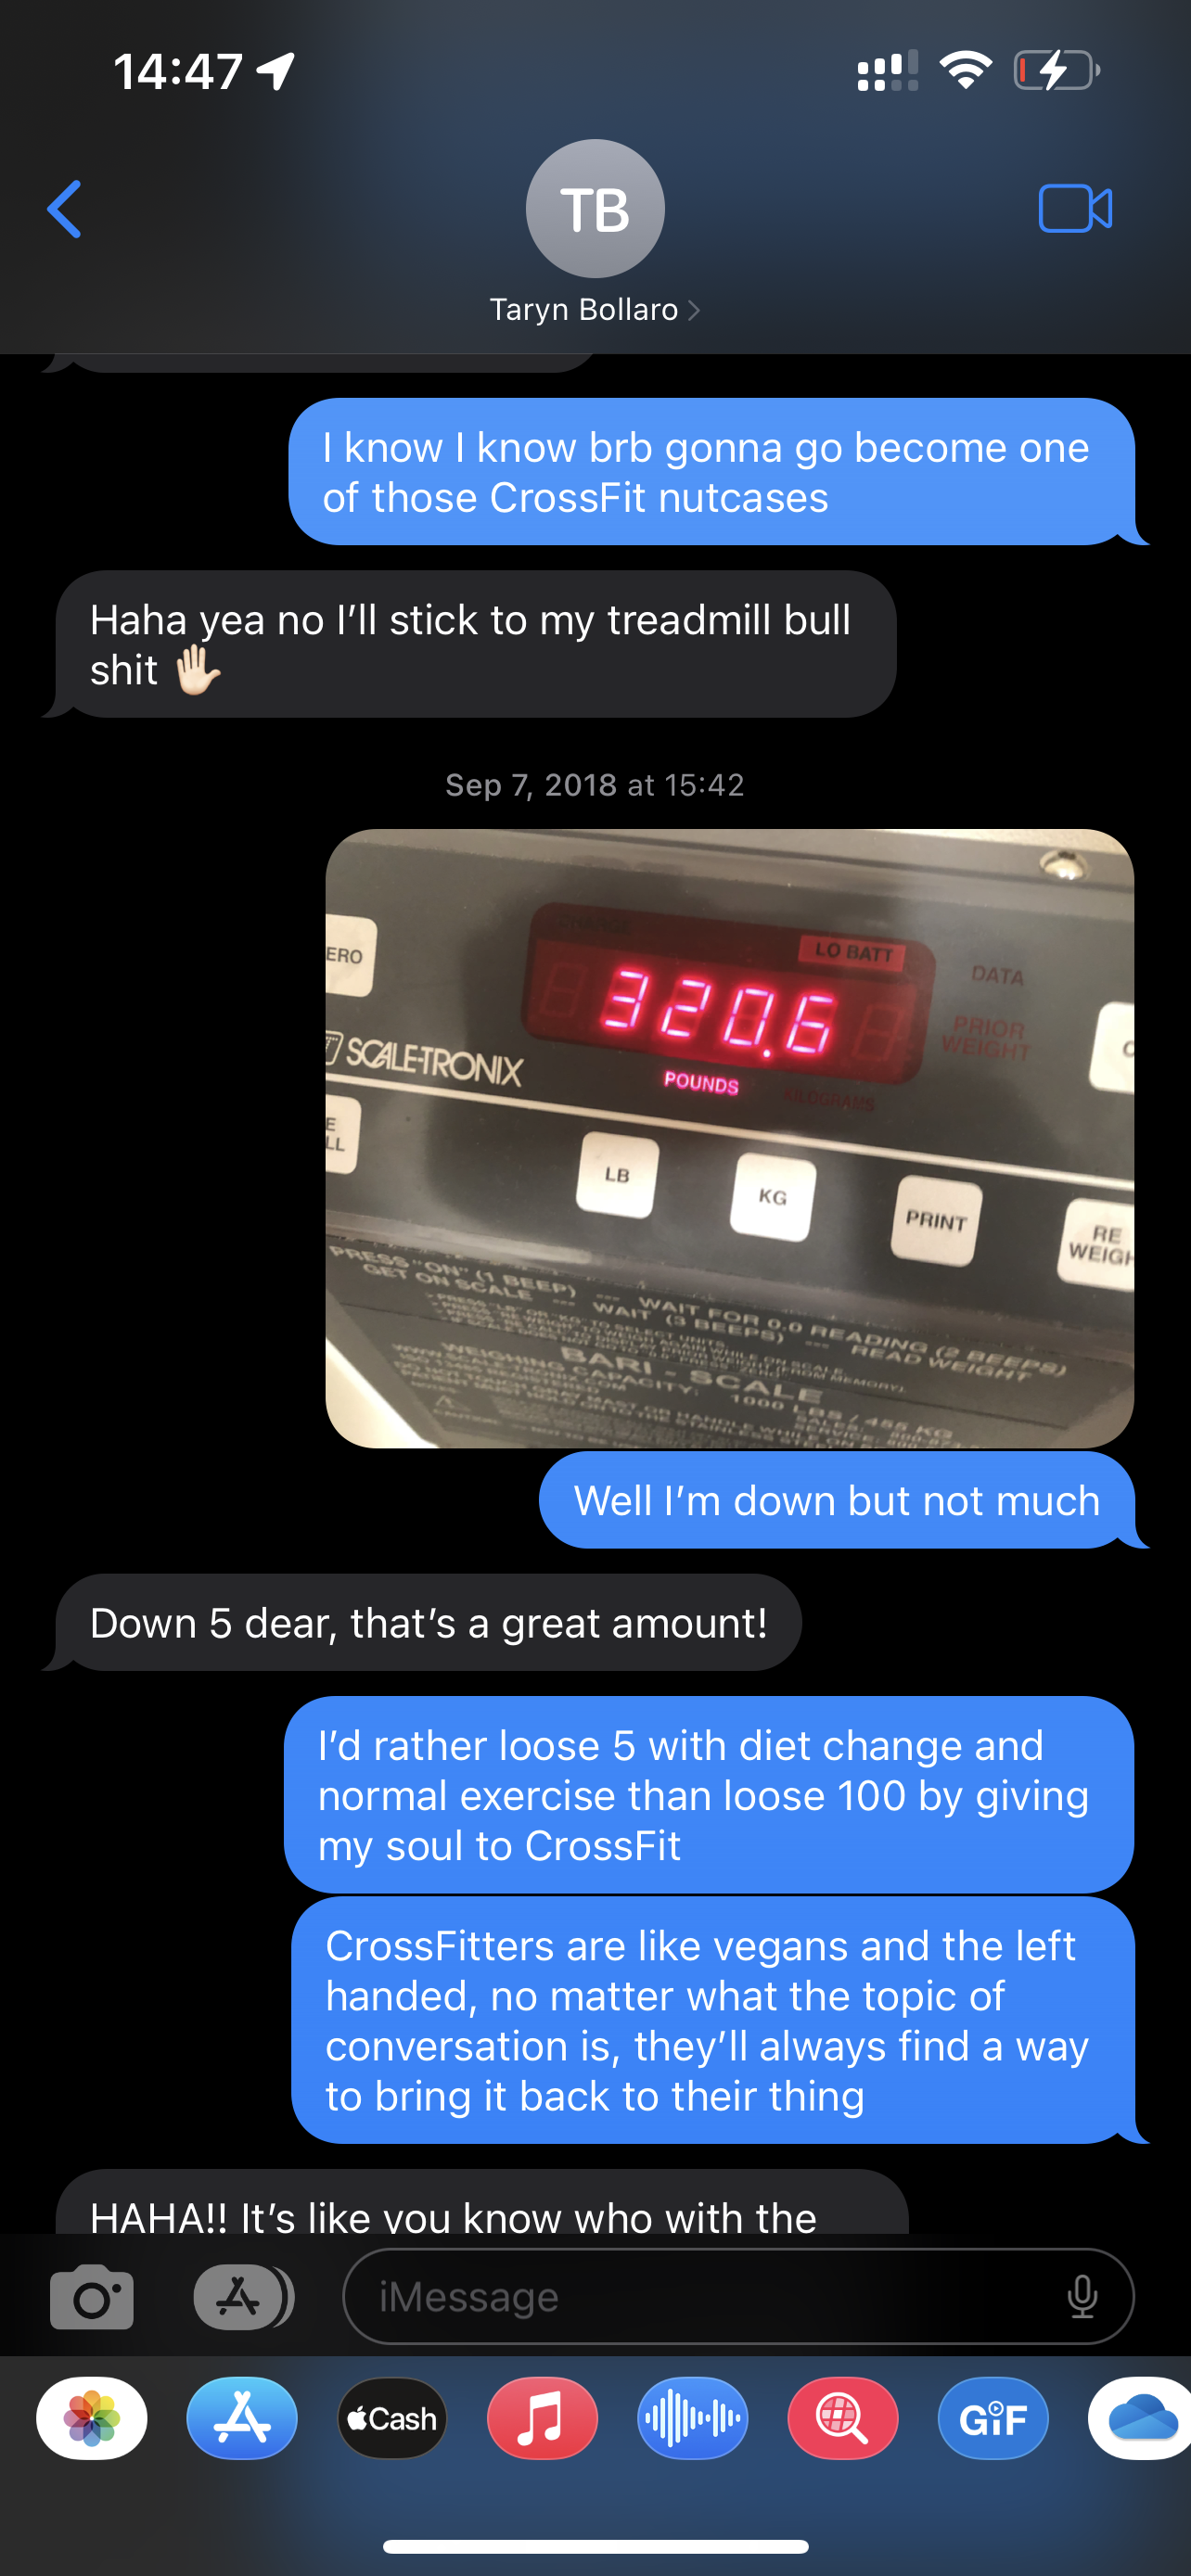 14:47
TB
Taryn Bollaro
I know I know brb gonna go become one
of those CrossFit nutcases
Haha yea no I’ll stick to my treadmill bull
shit 🖐🏻
Sep 7, 2018 at 15:42
CHARGE
LO BATT
320.6
DATA
PRIOR
WEIGHT
ERO
SCALE-TRONIX
POUNDS
KILOGRAMS
LB
KG
PRINT
RE
WEIGH
PRESS "ON" (1 BEEP) --- WAIT FOR 0.0 READING (2 BEEPS)
GET ON SCALE --- WAIT (3 BEEPS) --- READ WEIGHT
BARI - SCALE
WEIGHING CAPACITY: 1000 LBS / 455 KG
Well I’m down but not much
Down 5 dear, that’s a great amount!
I’d rather loose 5 with diet change and
normal exercise than loose 100 by giving
my soul to CrossFit
CrossFitters are like vegans and the left
handed, no matter what the topic of
conversation is, they’ll always find a way
to bring it back to their thing
HAHA!! It’s like you know who with the
iMessage
Cash
GIF